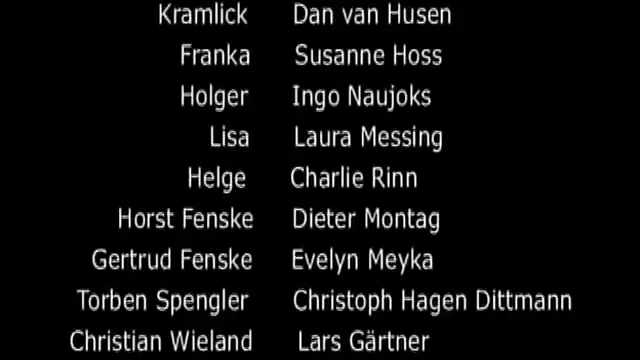 Kramlick Dan van Husen
Franka Susanne Hoss
Holger Ingo Naujoks
Lisa Laura Messing
Helge Charlie Rinn
Horst Fenske Dieter Montag
Gertrud Fenske Evelyn Meyka
Torben Spengler Christoph Hagen Dittmann
Christian Wieland Lars Gärtner